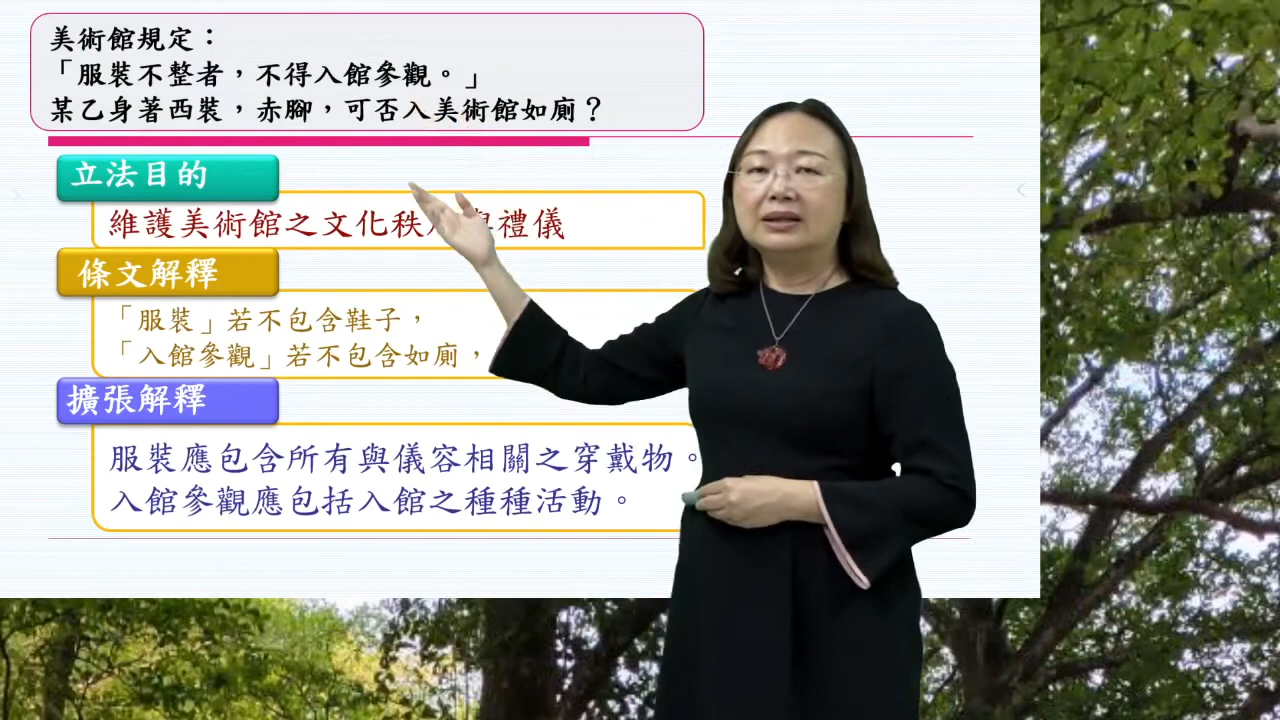 美術館規定：
「服裝不整者，不得入館參觀。」
某乙身著西裝，赤腳，可否入美術館如廁？
立法目的
維護美術館之文化秩 禮儀
條文解釋
「服裝」若不包含鞋子，
「入館參觀」若不包含如廁，
擴張解釋
服裝應包含所有與儀容相關之穿戴物。
入館參觀應包括入館之種種活動。